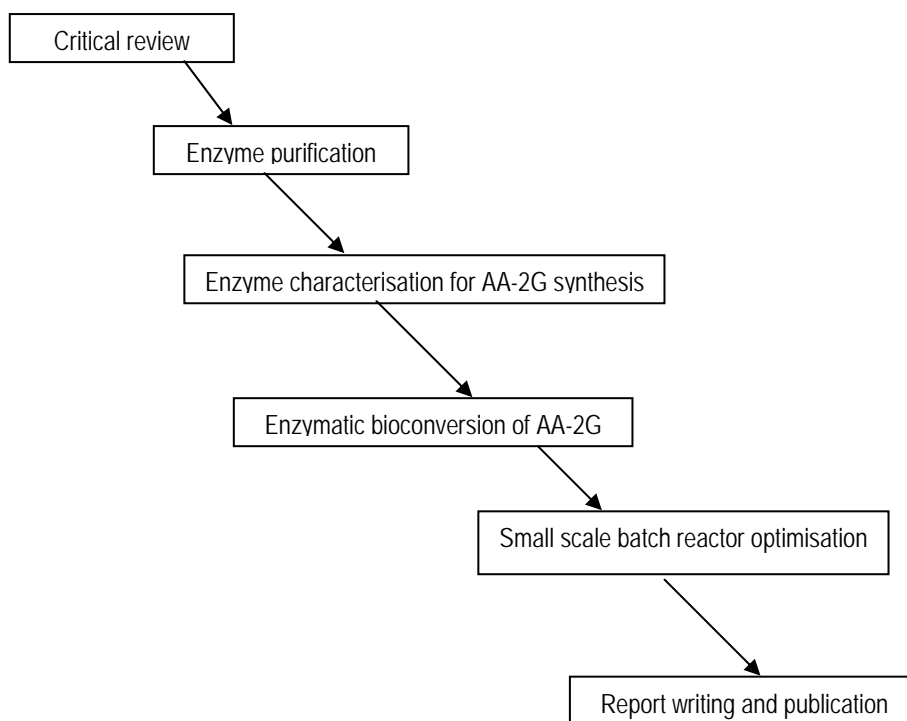 Critical review
Enzyme purification
Enzyme characterisation for AA-2G synthesis
Enzymatic bioconversion of AA-2G
Small scale batch reactor optimisation
Report writing and publication